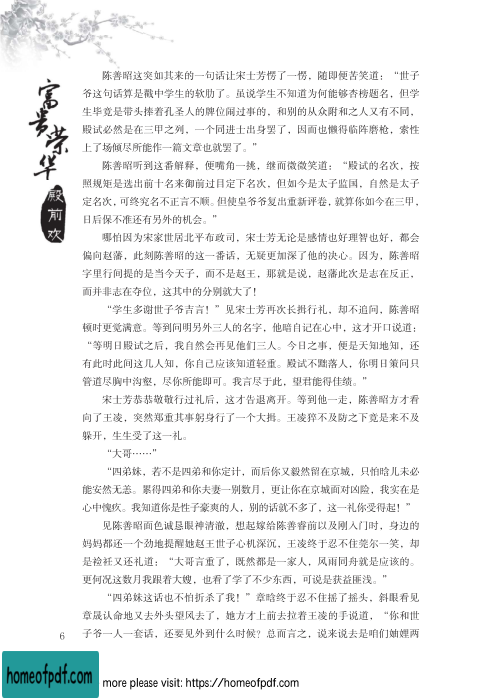 富贵荣华
殿前欢
陈善昭这突如其来的一句话让宋士芳愣了一愣，随即便苦笑道：“世子
爷这句话算是戳中学生的软肋了。虽说学生不知道为何能够杏榜题名，但学
生毕竟是带头捧着孔圣人的牌位闹过事的，和别的从众附和之人又有不同，
殿试必然是在三甲之列，一个同进士出身罢了，因而也懒得临阵磨枪，索性
上了场倾尽所能作一篇文章也就罢了。”
陈善昭听到这番解释，便嘴角一挑，继而微微笑道：“殿试的名次，按
照规矩是选出前十名来御前过目定下名次，但如今是太子监国，自然是太子
定名次，可终究名不正言不顺。但使皇爷爷复出重新评卷，就算你如今在三甲，
日后保不准还有另外的机会。”
哪怕因为宋家世居北平布政司，宋士芳无论是感情也好理智也好，都会
偏向赵藩，此刻陈善昭的这一番话，无疑更加深了他的决心。因为，陈善昭
字里行间提的是当今天子，而不是赵王，那就是说，赵藩此次是志在反正，
而并非志在夺位，这其中的分别就大了！
“学生多谢世子爷吉言！”见宋士芳再次长揖行礼，却不追问，陈善昭
顿时更觉满意。等到问明另外三人的名字，他暗自记在心中，这才开口说道：
“等明日殿试之后，我自然会再见他们三人。今日之事，便是天知地知，还
有此时此间这几人知，你自己应该知道轻重。殿试不黜落人，你明日策问只
管道尽胸中沟壑，尽你所能即可。我言尽于此，望君能得佳绩。”
宋士芳恭恭敬敬行过礼后，这才告退离开。等到他一走，陈善昭方才看
向了王凌，突然郑重其事躬身行了一个大揖。王凌猝不及防之下竟是来不及
躲开，生生受了这一礼。
“大哥……”
“四弟妹，若不是四弟和你定计，而后你又毅然留在京城，只怕晗儿未必
能安然无恙。累得四弟和你夫妻一别数月，更让你在京城面对凶险，我实在是
心中愧疚。我知道你是性子豪爽的人，别的话就不多了，这一礼你受得起！”
见陈善昭面色诚恳眼神清澈，想起嫁给陈善睿前以及刚入门时，身边的
妈妈都还一个劲地提醒她赵王世子心机深沉，王凌终于忍不住莞尔一笑，却
是裣衽又还礼道：“大哥言重了，既然都是一家人，风雨同舟就是应该的。
更何况这数月我跟着大嫂，也看了学了不少东西，可说是获益匪浅。”
“四弟妹这话也不怕折杀了我！”章晗终于忍不住摇了摇头，斜眼看见
章晟认命地又去外头望风去了，她方才上前去拉着王凌的手说道，“你和世
子爷一人一套话，还要见外到什么时候？总而言之，说来说去是咱们妯娌两
6
homeofpdf.com
more please visit: https://homeofpdf.com